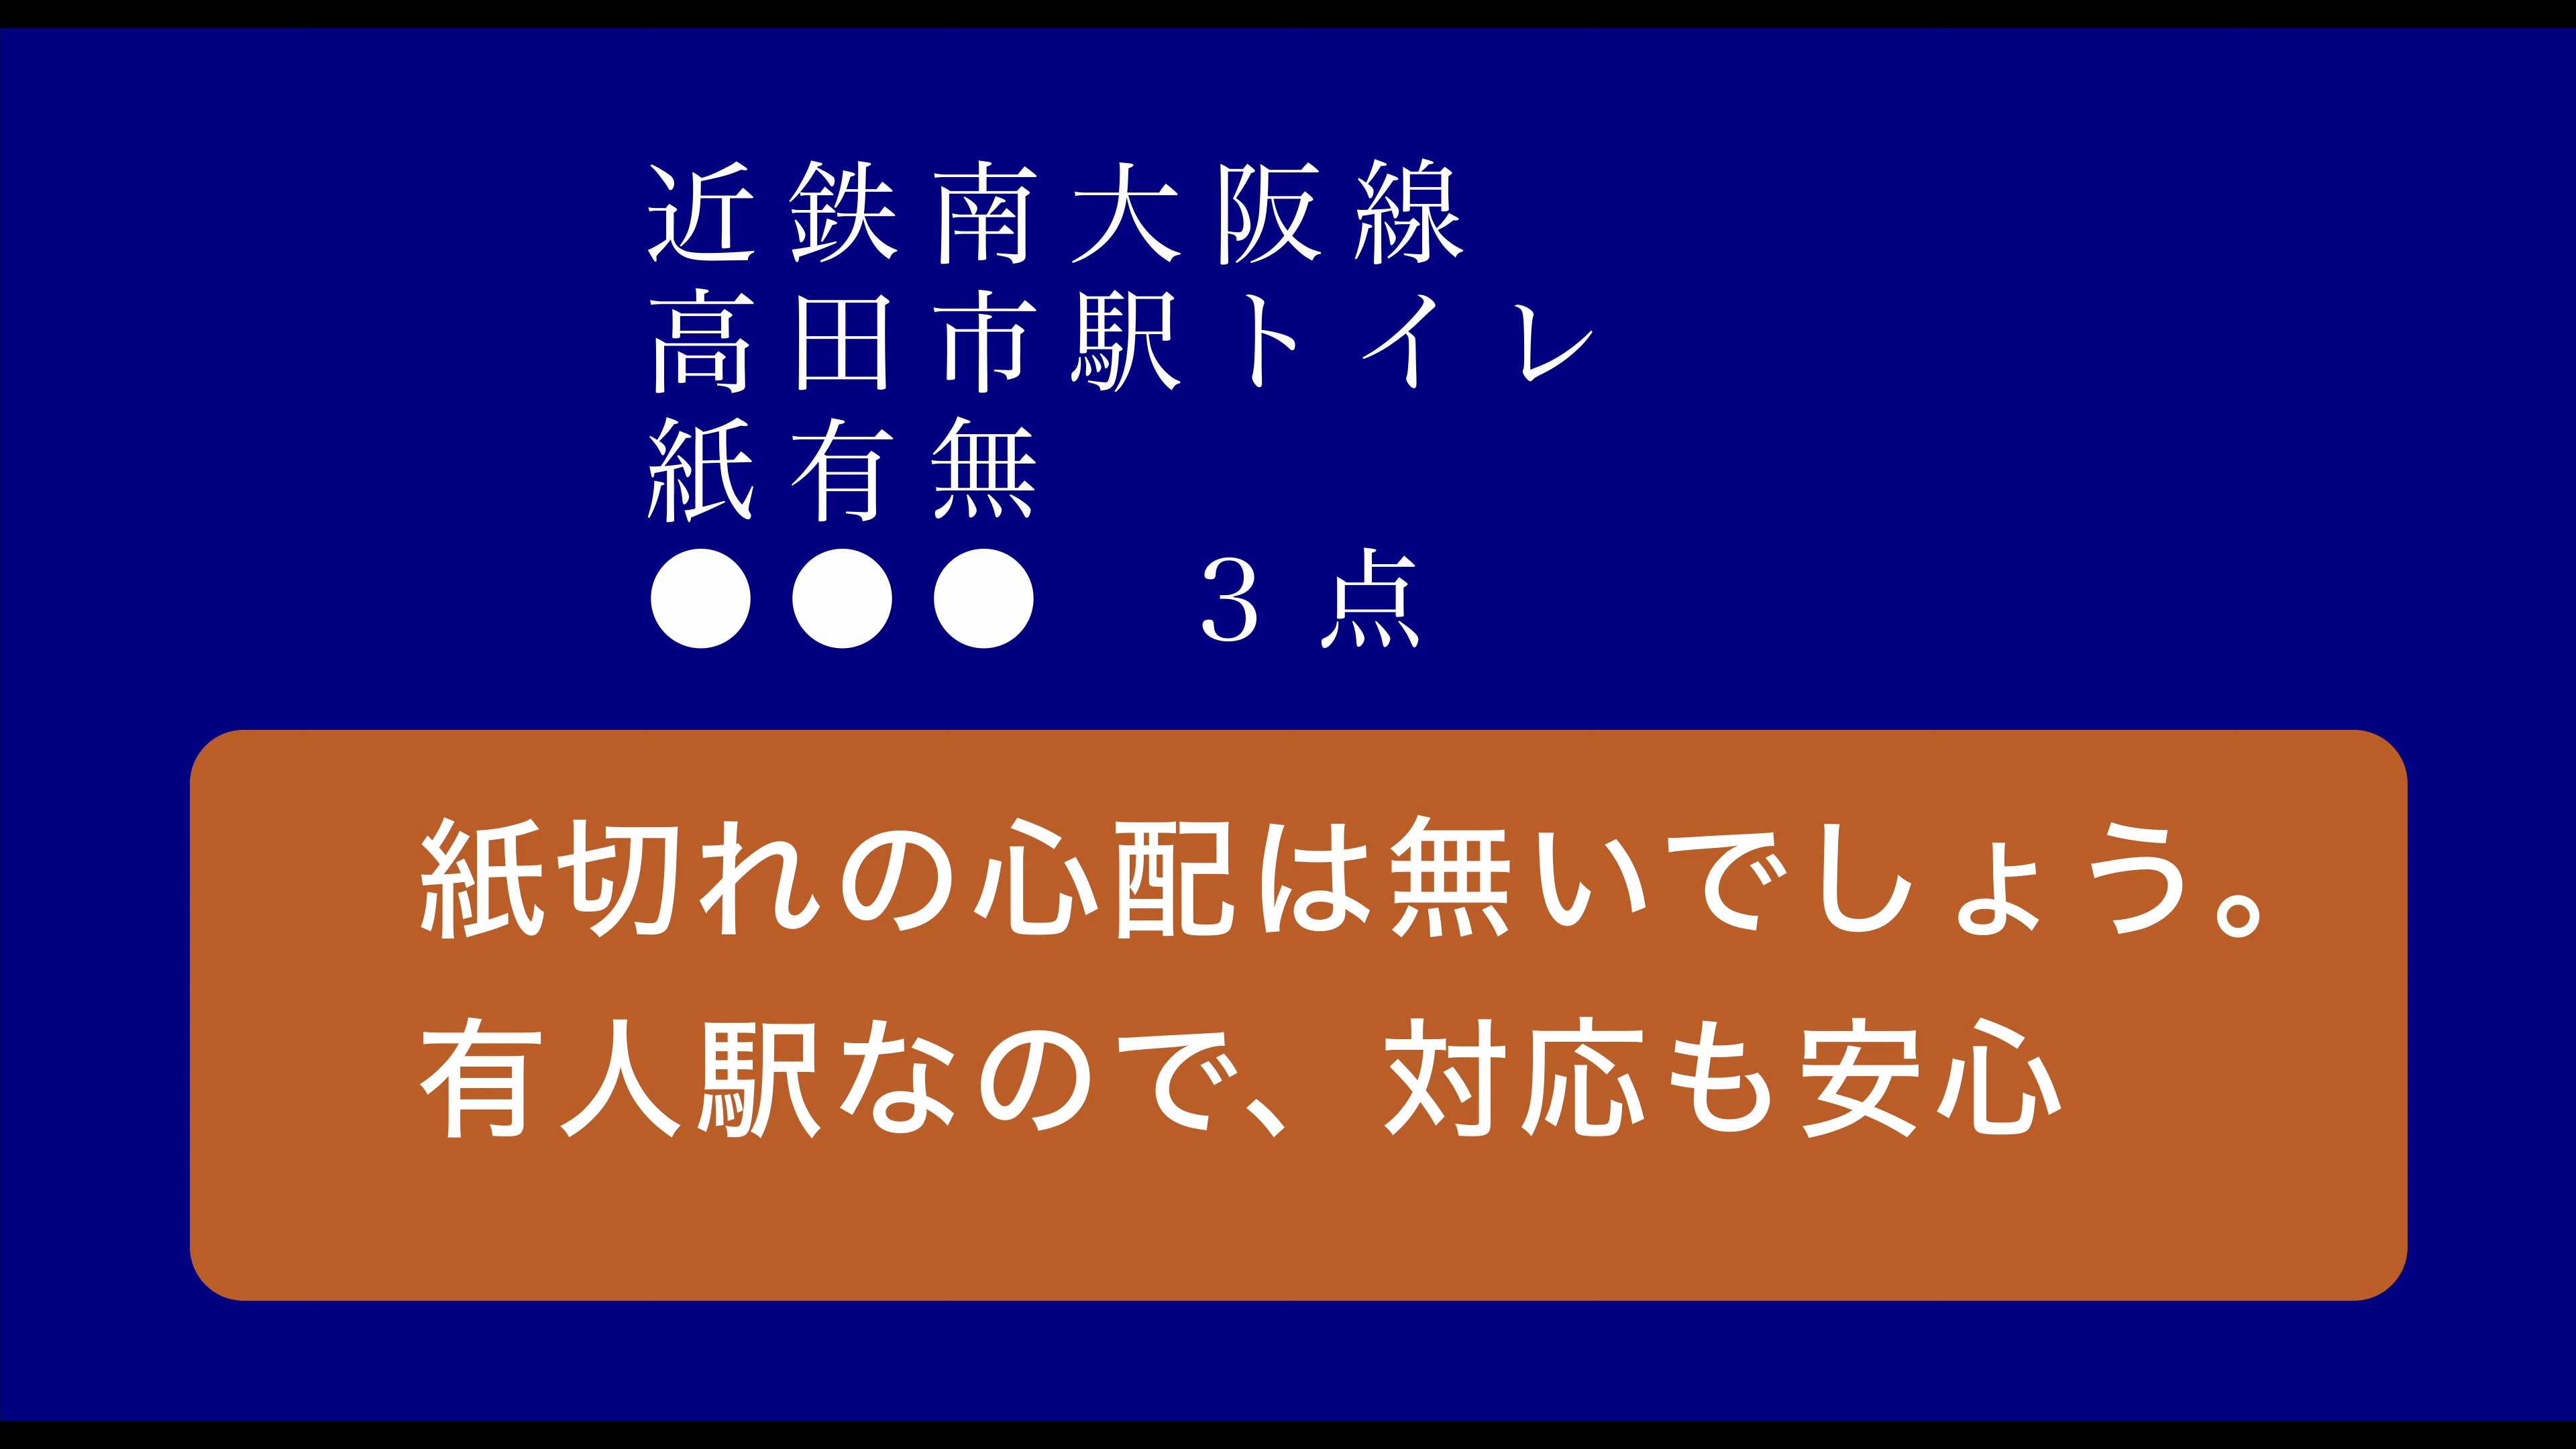 近鉄南大阪線
高田市駅トイレ
紙有無
●●●　３点
紙切れの心配は無いでしょう。
有人駅なので、対応も安心